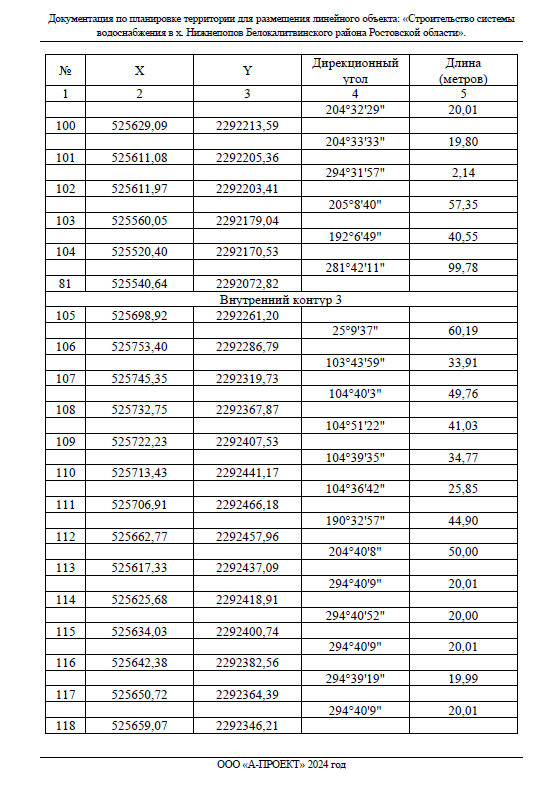 Документация по планировке территории для размещения линейного объекта: «Строительство системы
водоснабжения в х. Нижнепопов Белокалитвинского района Ростовской области».
№ X Y Дирекционный угол Длина (метров)
1 2 3 4 5
204°32'29" 20,01
100 525629,09 2292213,59
204°33'33" 19,80
101 525611,08 2292205,36
294°31'57" 2,14
102 525611,97 2292203,41
205°8'40" 57,35
103 525560,05 2292179,04
192°6'49" 40,55
104 525520,40 2292170,53
281°42'11" 99,78
81 525540,64 2292072,82
Внутренний контур 3
105 525698,92 2292261,20
25°9'37" 60,19
106 525753,40 2292286,79
103°43'59" 33,91
107 525745,35 2292319,73
104°40'3" 49,76
108 525732,75 2292367,87
104°51'22" 41,03
109 525722,23 2292407,53
104°39'35" 34,77
110 525713,43 2292441,17
104°36'42" 25,85
111 525706,91 2292466,18
190°32'57" 44,90
112 525662,77 2292457,96
204°40'8" 50,00
113 525617,33 2292437,09
294°40'9" 20,01
114 525625,68 2292418,91
294°40'52" 20,00
115 525634,03 2292400,74
294°40'9" 20,01
116 525642,38 2292382,56
294°39'19" 19,99
117 525650,72 2292364,39
294°40'9" 20,01
118 525659,07 2292346,21
ООО «А-ПРОЕКТ» 2024 год